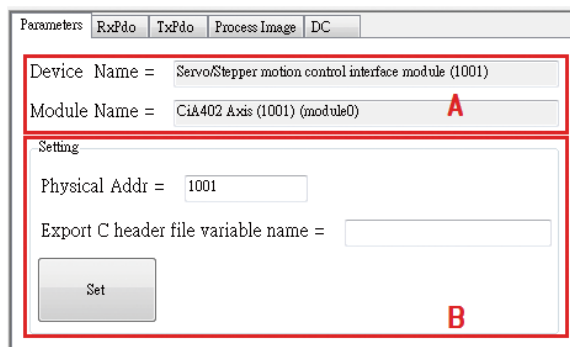 Parameters RxPdo TxPdo Process Image DC
Device Name = Servo/Stepper motion control interface module (1001)
Module Name = CiA402 Axis (1001) (module0)
A
Setting
Physical Addr = 1001
Export C header file variable name =
Set
B